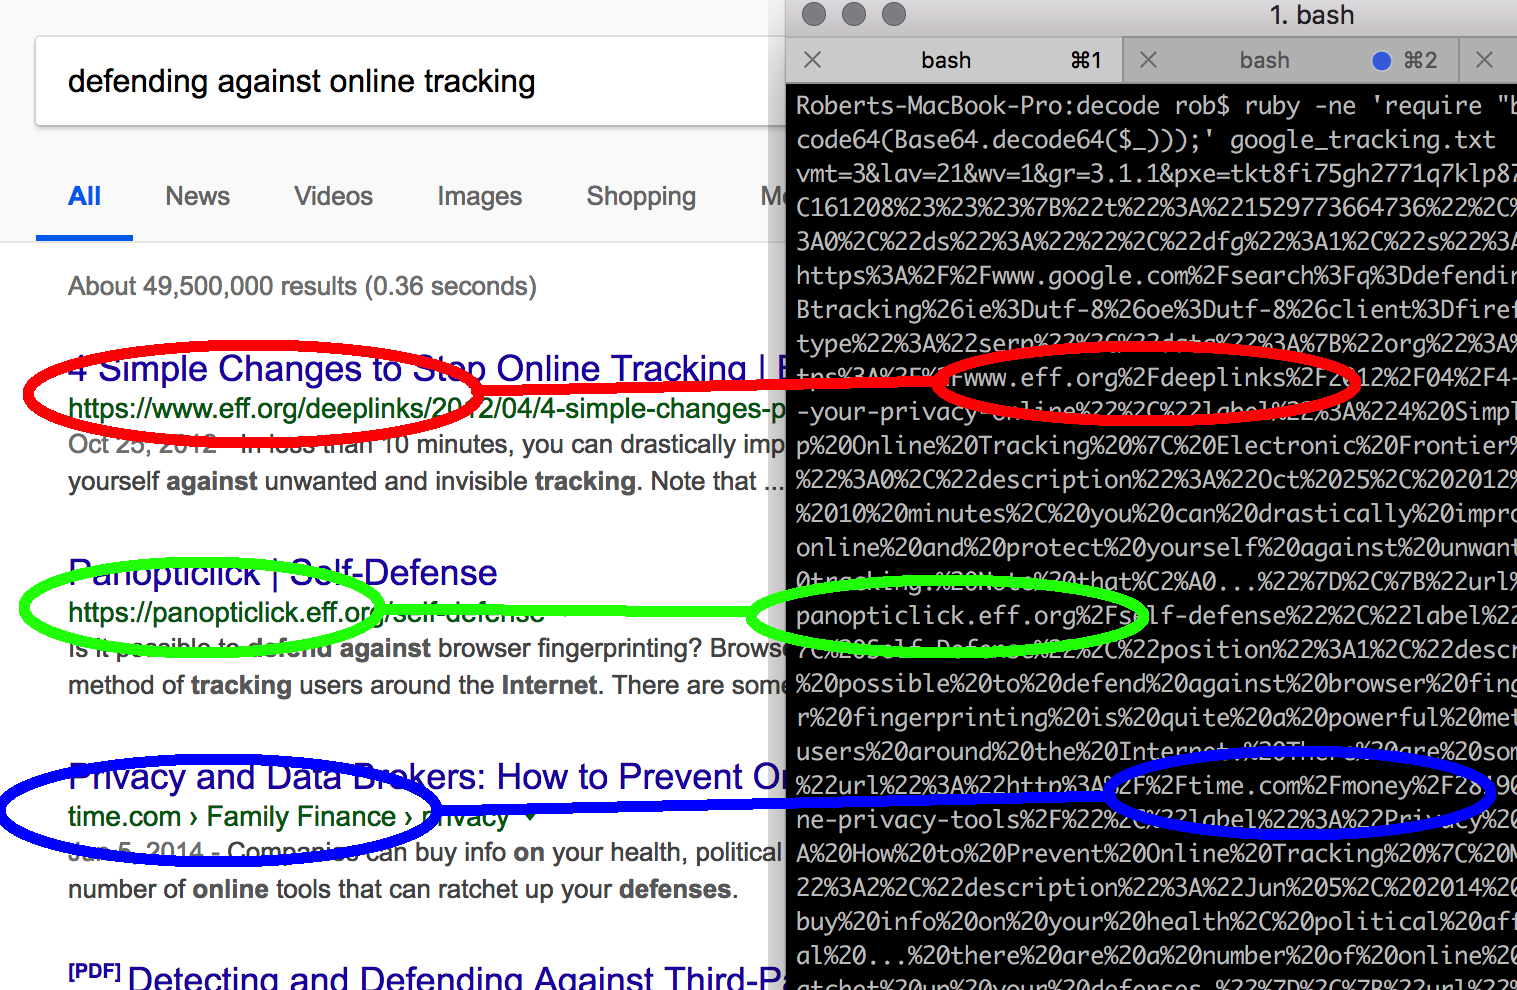 defending against online tracking
All News Videos Images Shopping
About 49,500,000 results (0.36 seconds)
4 Simple Changes to Stop Online Tracking |
https://www.eff.org/deeplinks/2012/04/4-simple-changes-p
Oct 25, 2012 - In less than 10 minutes, you can drastically imp
yourself against unwanted and invisible tracking. Note that ...
Panopticlick | Self-Defense
https://panopticlick.eff.org/self-defense
Is it possible to defend against browser fingerprinting? Brows
method of tracking users around the Internet. There are some
Privacy and Data Brokers: How to Prevent On
time.com › Family Finance › privacy
Jun 5, 2014 - Companies can buy info on your health, political
number of online tools that can ratchet up your defenses.
[PDF] Detecting and Defending Against Third-Pa
1. bash
bash ⌘1 bash ⌘2
Roberts-MacBook-Pro:decode rob$ ruby -ne 'require "b
code64(Base64.decode64($_)));' google_tracking.txt
vmt=3&lav=21&wv=1&gr=3.1.1&pxe=tkt8fi75gh2771q7klp87
C161208%23%23%23%7B%22t%22%3A%221529773664736%22%2C%
3A0%2C%22ds%22%3A%22%22%2C%22dfg%22%3A1%2C%22s%22%3A
https%3A%2F%2Fwww.google.com%2Fsearch%3Fq%3Ddefendin
Btracking%26ie%3Dutf-8%26oe%3Dutf-8%26client%3Dfiref
type%22%3A%22serp%22%2C%22data%22%3A%7B%22org%22%3A%
tps%3A%2F%2Fwww.eff.org%2Fdeeplinks%2F2012%2F04%2F4-
-your-privacy-online%22%2C%22label%22%3A%224%20Simpl
p%20Online%20Tracking%20%7C%20Electronic%20Frontier%
%22%3A0%2C%22description%22%3A%22Oct%2025%2C%202012%
%2010%20minutes%2C%20you%20can%20drastically%20impro
online%20and%20protect%20yourself%20against%20unwant
0tracking.%20Note%20that%C2%A0...%22%7D%2C%7B%22url%
panopticlick.eff.org%2Fself-defense%22%2C%22label%22
7C%20Self-Defense%22%2C%22position%22%3A1%2C%22descr
%20possible%20to%20defend%20against%20browser%20fing
r%20fingerprinting%20is%20quite%20a%20powerful%20met
users%20around%20the%20Internet.%20There%20are%20som
%22url%22%3A%22http%3A%2F%2Ftime.com%2Fmoney%2F28190
ne-privacy-tools%2F%22%2C%22label%22%3A%22Privacy%20
A%20How%20to%20Prevent%20Online%20Tracking%20%7C%20M
22%3A2%2C%22description%22%3A%22Jun%205%2C%202014%20
buy%20info%20on%20your%20health%2C%20political%20aff
al%20...%20there%20are%20a%20number%20of%20online%20
atchet%20up%20your%20defenses.%22%7D%2C%7B%22url%22